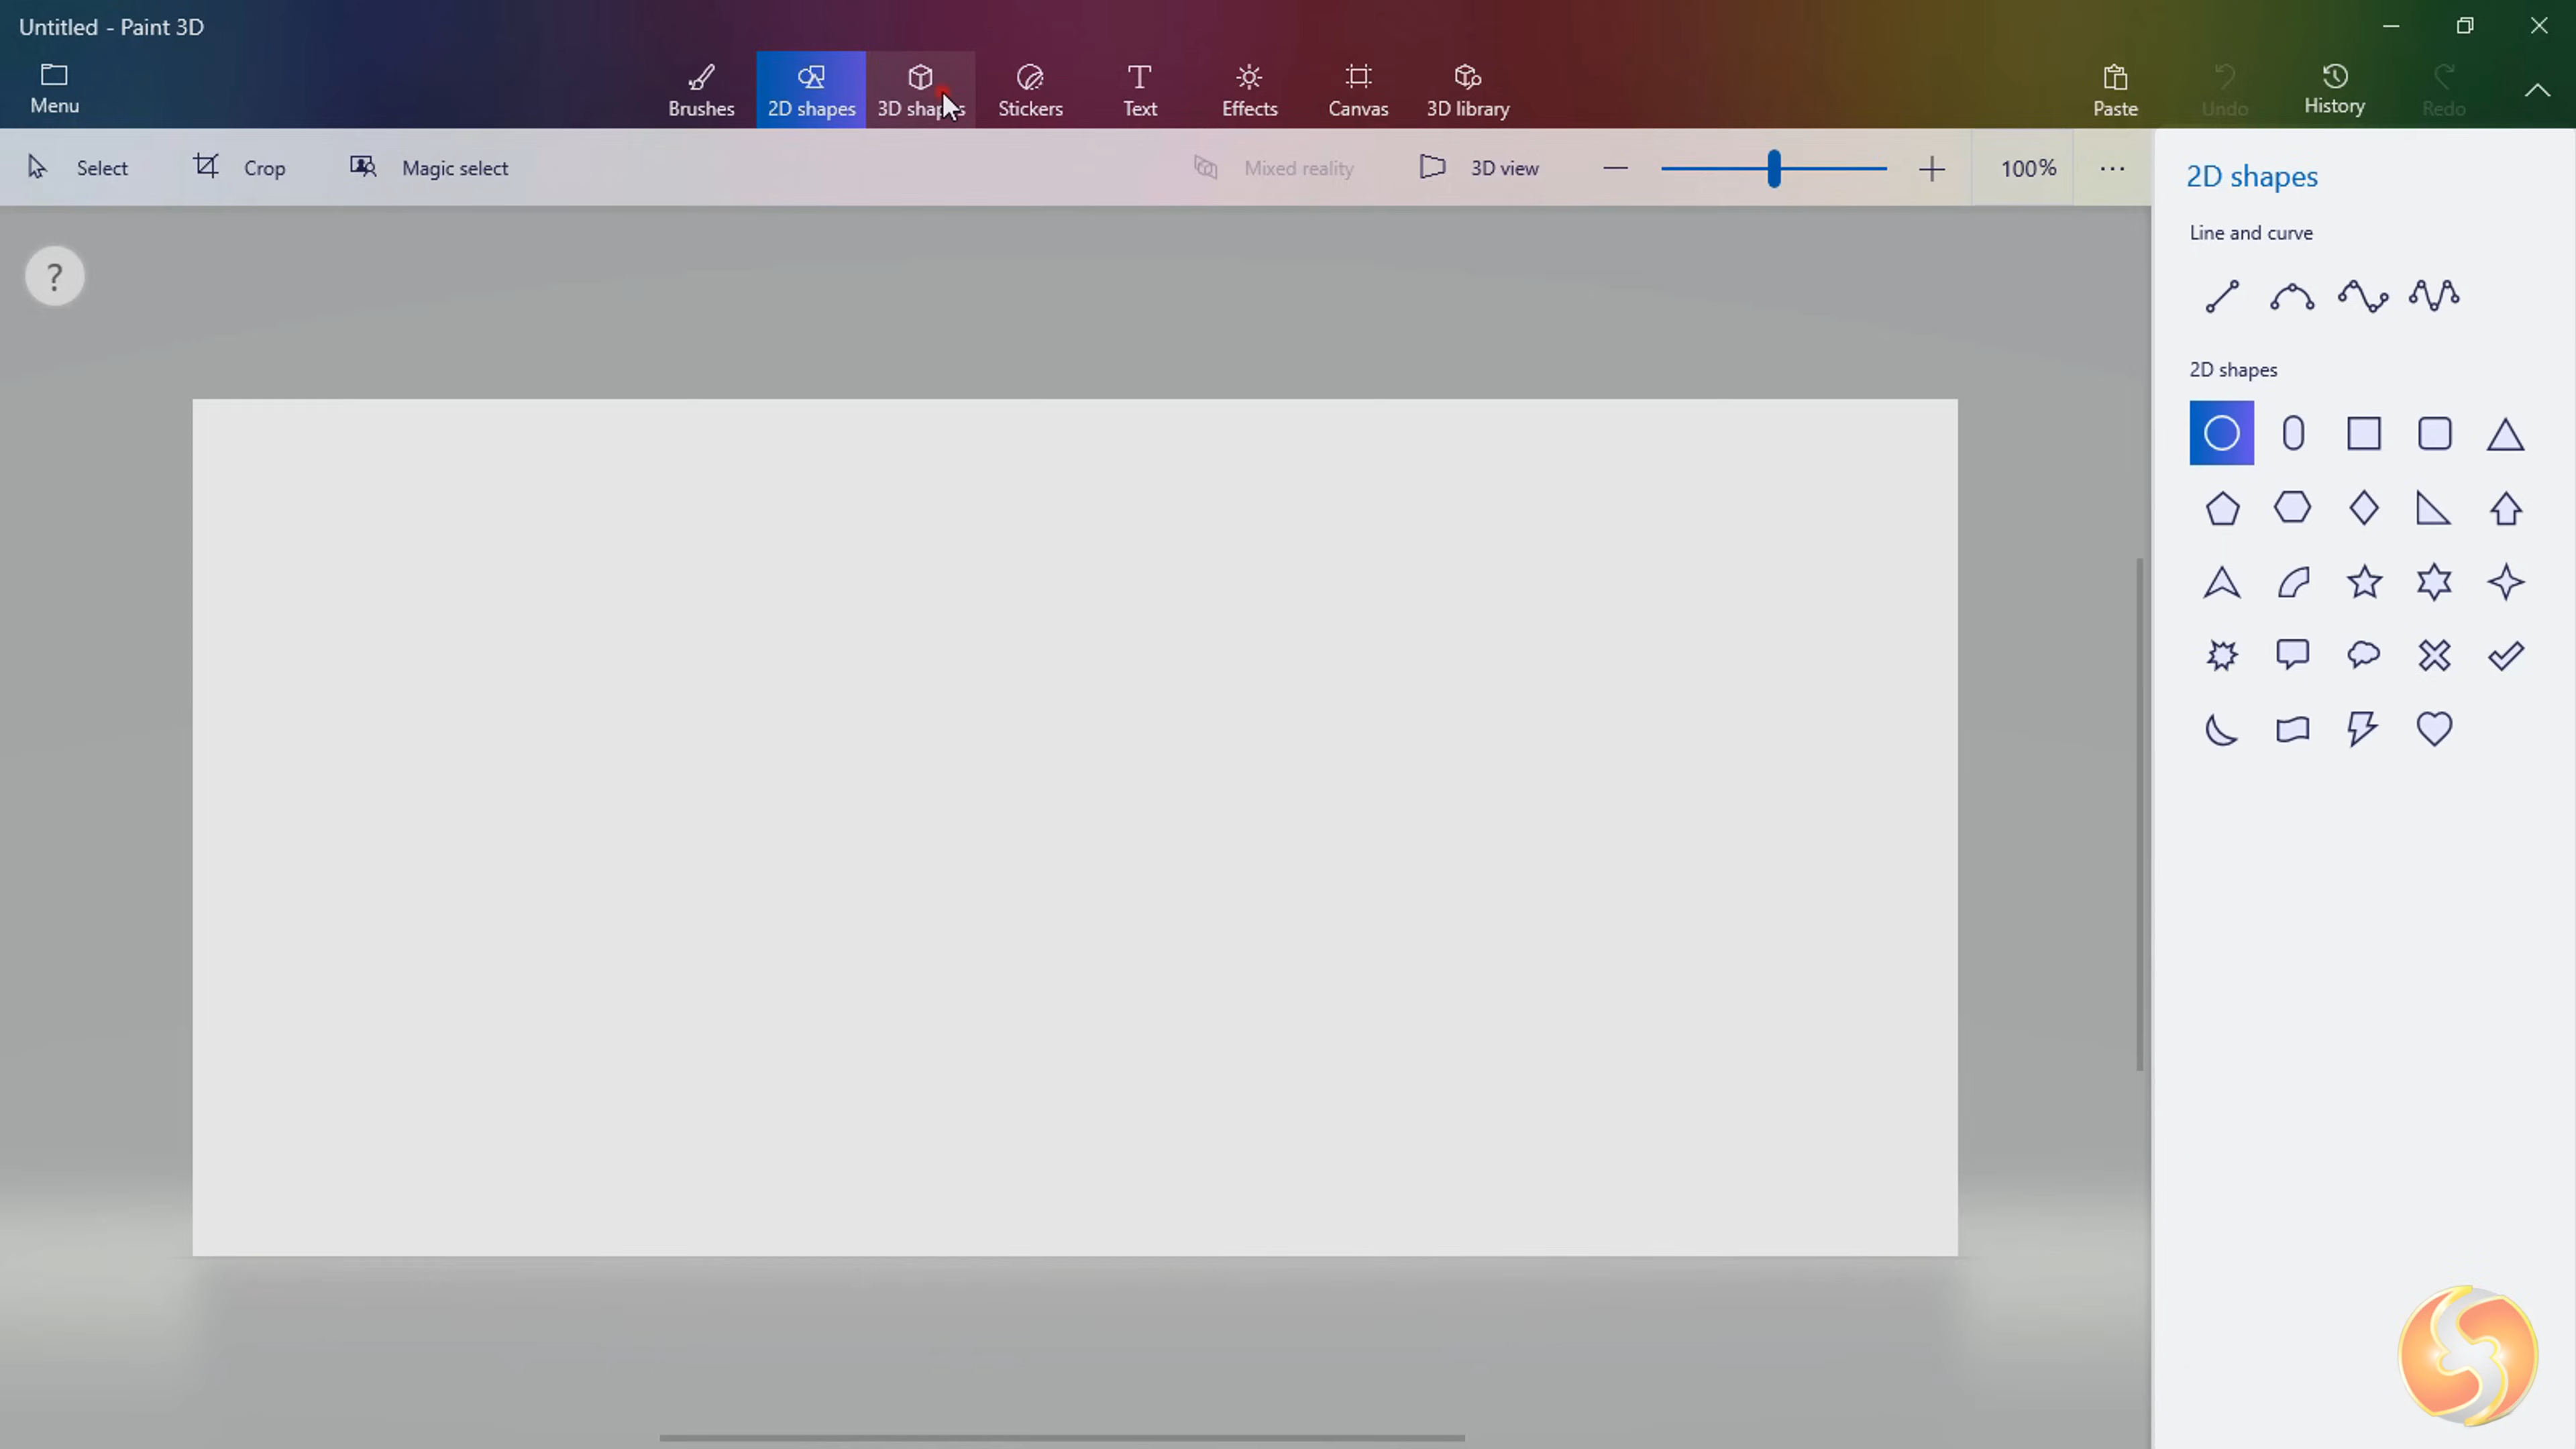 Untitled - Paint 3D
Menu
Brushes
2D shapes
3D shapes
Stickers
Text
Effects
Canvas
3D library
Paste
Undo
History
Redo
Select
Crop
Magic select
Mixed reality
3D view
100%
2D shapes
Line and curve
2D shapes
?